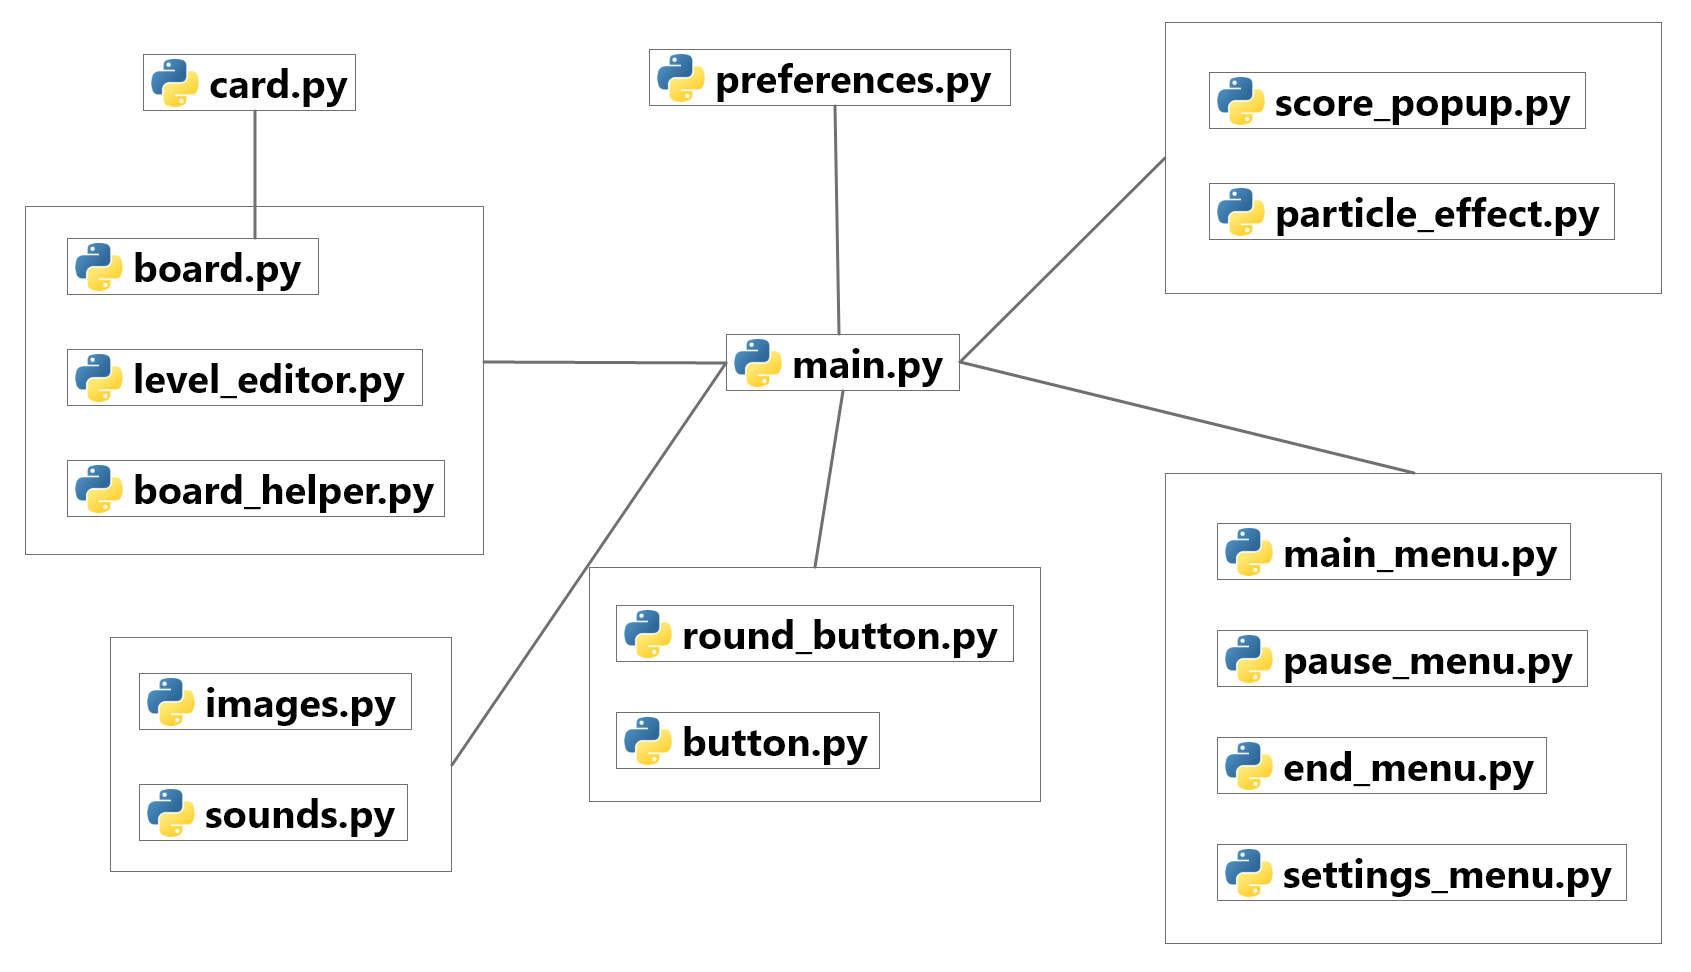 card.py
preferences.py
score_popup.py
particle_effect.py
board.py
level_editor.py
board_helper.py
main.py
images.py
sounds.py
round_button.py
button.py
main_menu.py
pause_menu.py
end_menu.py
settings_menu.py